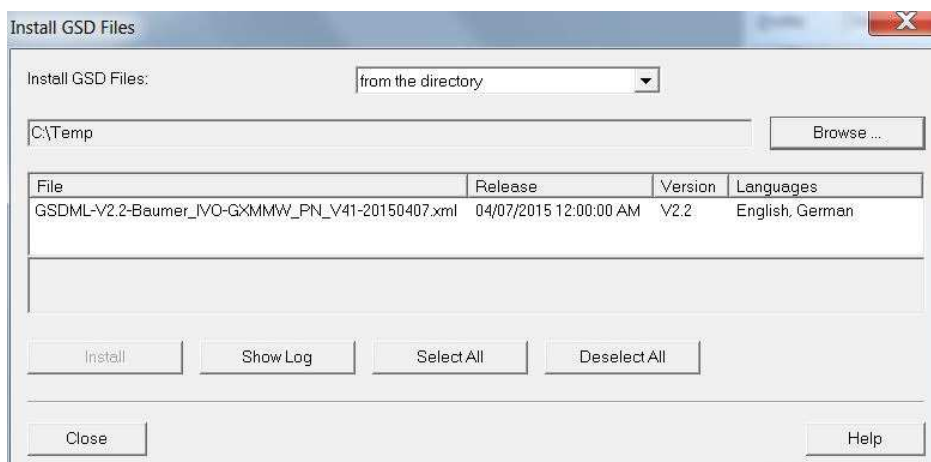 Install GSD Files
Install GSD Files: from the directory
C:\Temp Browse ...
File Release Version Languages
GSDML-V2.2-Baumer_IVO-GXMMW_PN_V41-20150407.xml 04/07/2015 12:00:00 AM V2.2 English, German
Install Show Log Select All Deselect All
Close Help